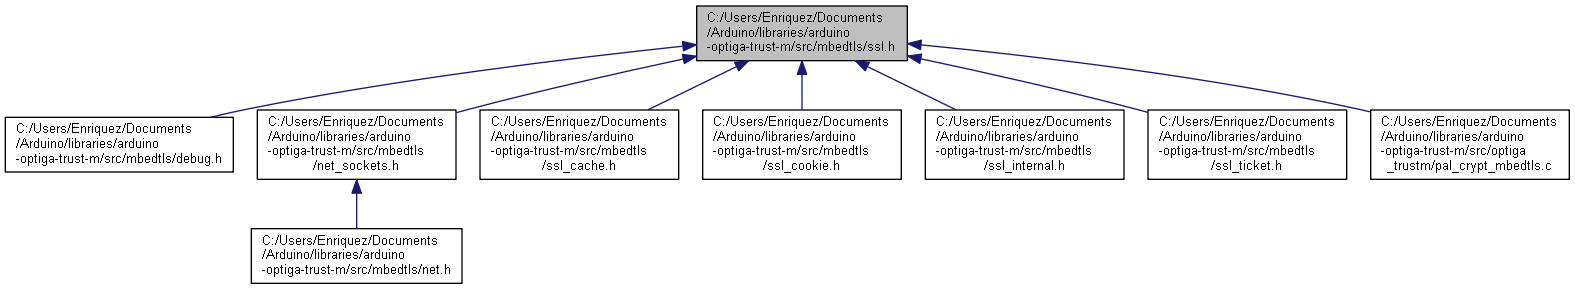 C:/Users/Enriquez/Documents
/Arduino/libraries/arduino
-optiga-trust-m/src/mbedtls/ssl.h
C:/Users/Enriquez/Documents
/Arduino/libraries/arduino
-optiga-trust-m/src/mbedtls/debug.h
C:/Users/Enriquez/Documents
/Arduino/libraries/arduino
-optiga-trust-m/src/mbedtls
/net_sockets.h
C:/Users/Enriquez/Documents
/Arduino/libraries/arduino
-optiga-trust-m/src/mbedtls
/ssl_cache.h
C:/Users/Enriquez/Documents
/Arduino/libraries/arduino
-optiga-trust-m/src/mbedtls
/ssl_cookie.h
C:/Users/Enriquez/Documents
/Arduino/libraries/arduino
-optiga-trust-m/src/mbedtls
/ssl_internal.h
C:/Users/Enriquez/Documents
/Arduino/libraries/arduino
-optiga-trust-m/src/mbedtls
/ssl_ticket.h
C:/Users/Enriquez/Documents
/Arduino/libraries/arduino
-optiga-trust-m/src/optiga
_trustm/pal_crypt_mbedtls.c
C:/Users/Enriquez/Documents
/Arduino/libraries/arduino
-optiga-trust-m/src/mbedtls/net.h